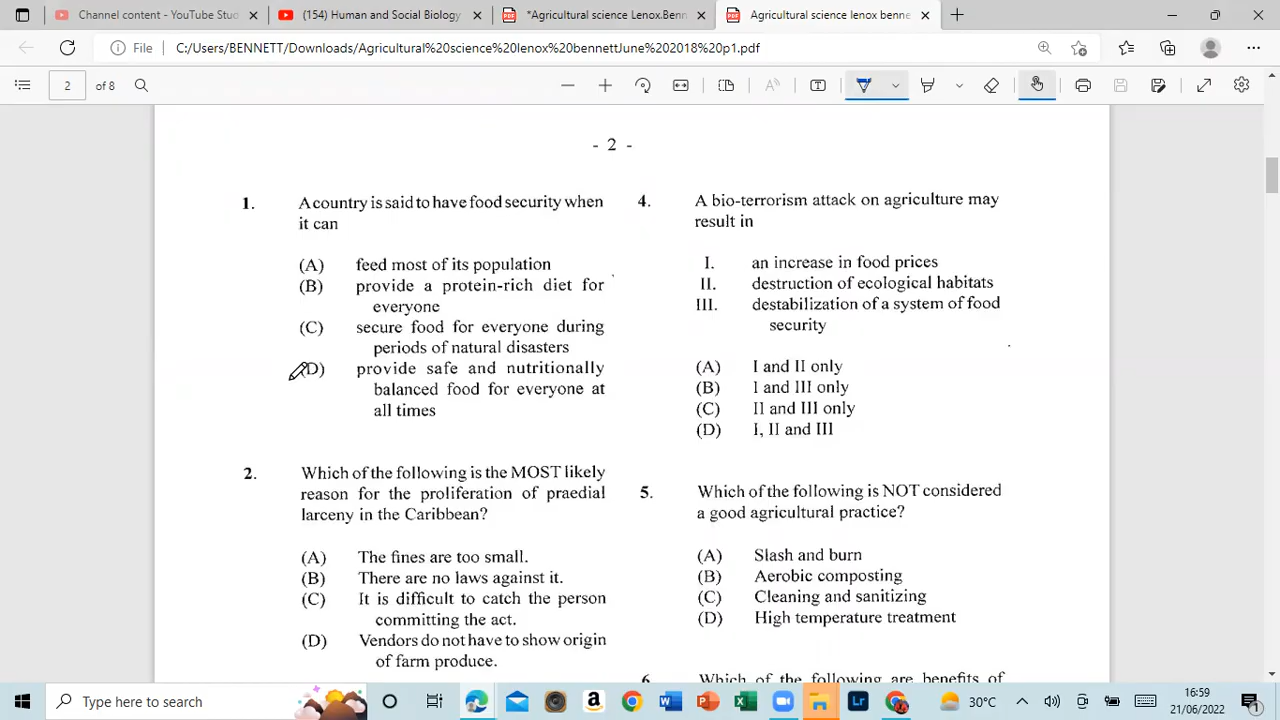 Channel content - YouTube Stud
(154) Human and Social Biology
"Agricultural science Lenox.Benn
Agricultural science lenox benne
File
C:/Users/BENNETT/Downloads/Agricultural%20science%20lenox%20bennettJune%202018%20p1.pdf
2
of 8
- 2 -
1. A country is said to have food security when
it can
(A) feed most of its population
(B) provide a protein-rich diet for
everyone
(C) secure food for everyone during
periods of natural disasters
(D) provide safe and nutritionally
balanced food for everyone at
all times
2. Which of the following is the MOST likely
reason for the proliferation of praedial
larceny in the Caribbean?
(A) The fines are too small.
(B) There are no laws against it.
(C) It is difficult to catch the person
committing the act.
(D) Vendors do not have to show origin
of farm produce.
4. A bio-terrorism attack on agriculture may
result in
I. an increase in food prices
II. destruction of ecological habitats
III. destabilization of a system of food
security
(A) I and II only
(B) I and III only
(C) II and III only
(D) I, II and III
5. Which of the following is NOT considered
a good agricultural practice?
(A) Slash and burn
(B) Aerobic composting
(C) Cleaning and sanitizing
(D) High temperature treatment
6. Which of the following are benefits of
Type here to search
30°C
16:59
21/06/2022